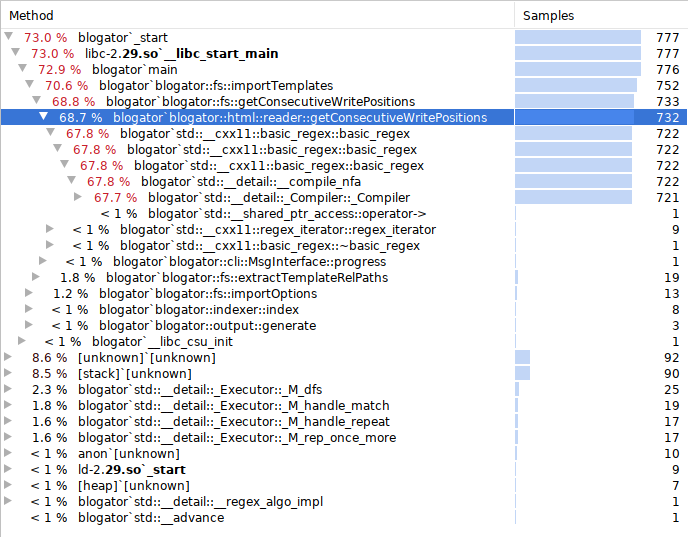 Method Samples
73.0 % blogator`_start 777
73.0 % libc-2.29.so`__libc_start_main 777
72.9 % blogator`main 776
70.6 % blogator`blogator::fs::importTemplates 752
68.8 % blogator`blogator::fs::getConsecutiveWritePositions 733
68.7 % blogator`blogator::html::reader::getConsecutiveWritePositions 732
67.8 % blogator`std::__cxx11::basic_regex::basic_regex 722
67.8 % blogator`std::__cxx11::basic_regex::basic_regex 722
67.8 % blogator`std::__cxx11::basic_regex::basic_regex 722
67.8 % blogator`std::__detail::__compile_nfa 722
67.7 % blogator`std::__detail::_Compiler::_Compiler 721
< 1 % blogator`std::__shared_ptr_access::operator-> 1
< 1 % blogator`std::__cxx11::regex_iterator::regex_iterator 9
< 1 % blogator`std::__cxx11::basic_regex::~basic_regex 1
< 1 % blogator`blogator::cli::MsgInterface::progress 1
1.8 % blogator`blogator::fs::extractTemplateRelPaths 19
1.2 % blogator`blogator::fs::importOptions 13
< 1 % blogator`blogator::indexer::index 8
< 1 % blogator`blogator::output::generate 3
< 1 % blogator`__libc_csu_init 1
8.6 % [unknown]`[unknown] 92
8.5 % [stack]`[unknown] 90
2.3 % blogator`std::__detail::_Executor::_M_dfs 25
1.8 % blogator`std::__detail::_Executor::_M_handle_match 19
1.6 % blogator`std::__detail::_Executor::_M_handle_repeat 17
1.6 % blogator`std::__detail::_Executor::_M_rep_once_more 17
< 1 % anon`[unknown] 10
< 1 % ld-2.29.so`_start 9
< 1 % [heap]`[unknown] 7
< 1 % blogator`std::__detail::__regex_algo_impl 1
< 1 % blogator`std::__advance 1